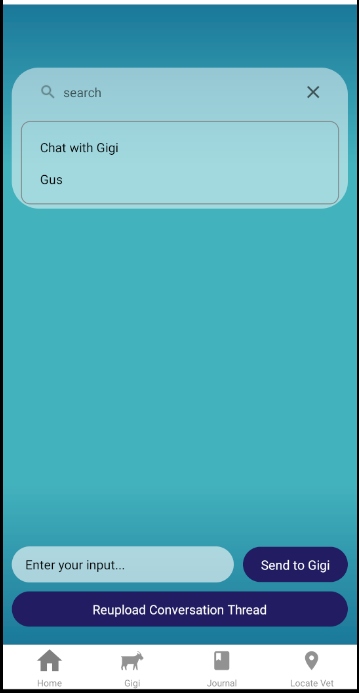 search
Chat with Gigi
Gus
Enter your input...
Send to Gigi
Reupload Conversation Thread
Home
Gigi
Journal
Locate Vet